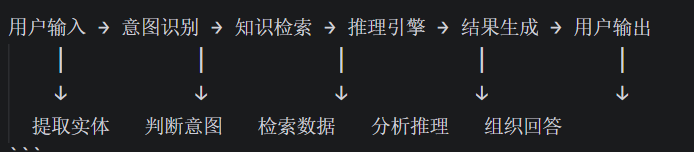 用户输入 → 意图识别 → 知识检索 → 推理引擎 → 结果生成 → 用户输出
| | | | |
↓ ↓ ↓ ↓ ↓
提取实体 判断意图 检索数据 分析推理 组织回答
```